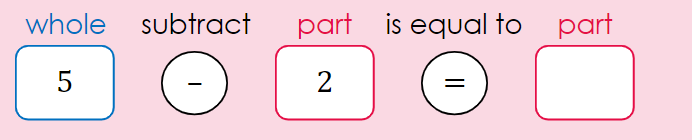 whole subtract part is equal to part
5 – 2 =